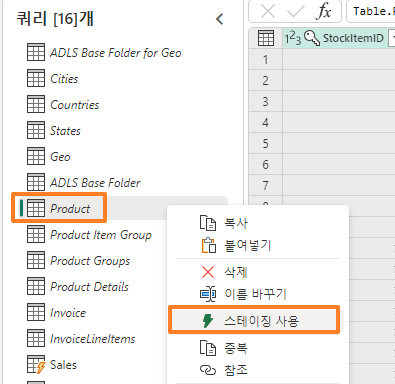 쿼리 [16]개
ADLS Base Folder for Geo
Cities
Countries
States
Geo
ADLS Base Folder
Product
Product Item Group
Product Groups
Product Details
Invoice
InvoiceLineItems
Sales
fx
Table.
1 2 3 StockItemID
1
2
3
4
5
6
7
복사
붙여넣기
삭제
이름 바꾸기
스테이징 사용
중복
참조